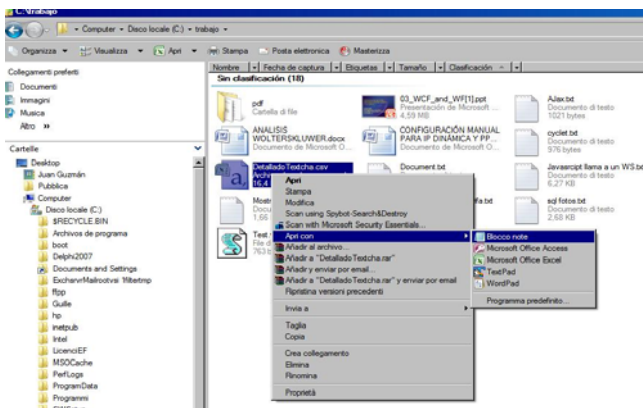 C:\trabajo
Computer - Disco locale (C:) - trabajo
Organizza Visualizza Apri Stampa Posta elettronica Masterizza
Collegamenti preferiti
Documenti
Immagini
Musica
Altro »
Cartelle
Desktop
Juan Guzmán
Pubblica
Computer
Disco locale (C:)
$RECYCLE.BIN
Archivos de programa
boot
Delphi2007
Documents and Settings
ffpp
Guille
hp
inetpub
Intel
LicenciEF
MSOCache
PerfLogs
ProgramData
Programmi
Nombre Fecha de captura Etiquetas Tamaño Clasificación
Sin clasificación (18)
pdf
Cartella di file
03_WCF_and_WF[1].ppt
Presentación de Microsoft ...
4,59 MB
Ajax.txt
Documento di testo
1021 bytes
ANALISIS
WOLTERSKLUWER.docx
Documento de Microsoft O...
CONFIGURACIÓN MANUAL
PARA IP DINÁMICA Y PP...
Documento de Microsoft O...
cyclet.txt
Documento di testo
976 bytes
DetalladoTextcha.csv
Document.txt
Javascript llama a un WS.txt
Documento di testo
6,27 KB
sql fotos.txt
Documento di testo
2,68 KB
Apri
Stampa
Modifica
Scan using Spybot-Search&Destroy
Scan with Microsoft Security Essentials...
Apri con
Añadir al archivo...
Añadir a "DetalladoTextcha.rar"
Añadir y enviar por email...
Añadir a "DetalladoTextcha.rar" y enviar por email
Ripristina versioni precedenti
Invia a
Taglia
Copia
Crea collegamento
Elimina
Rinomina
Proprietà
Blocco note
Microsoft Office Access
Microsoft Office Excel
TextPad
WordPad
Programma predefinito...